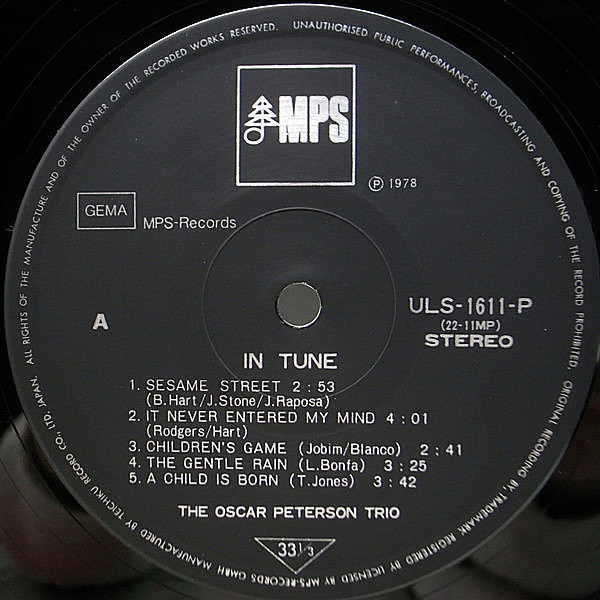 ALL RIGHTS OF THE MANUFACTURE AND OF THE OWNER OF THE RECORDED WORKS RESERVED. UNAUTHORISED PUBLIC PERFORMANCES, BROADCASTING AND COPYING OF THE RECORD PROHIBITED. ORIGINAL RECORDING BY TRADEMARK REGISTERED BY LICENSED BY MPS-RECORDS GMBH MANUFACTURED BY TEICHIKU RECORD CO., LTD. JAPAN.
MPS
Ⓟ 1978
GEMA
MPS-Records
A
ULS-1611-P
(22-11MP)
STEREO
IN TUNE
1. SESAME STREET 2 : 53
(B.Hart/J.Stone/J.Raposa)
2. IT NEVER ENTERED MY MIND 4 : 01
(Rodgers/Hart)
3. CHILDREN'S GAME (Jobim/Blanco) 2 : 41
4. THE GENTLE RAIN (L.Bonfa) 3 : 25
5. A CHILD IS BORN (T.Jones) 3 : 42
THE OSCAR PETERSON TRIO
33 1/3